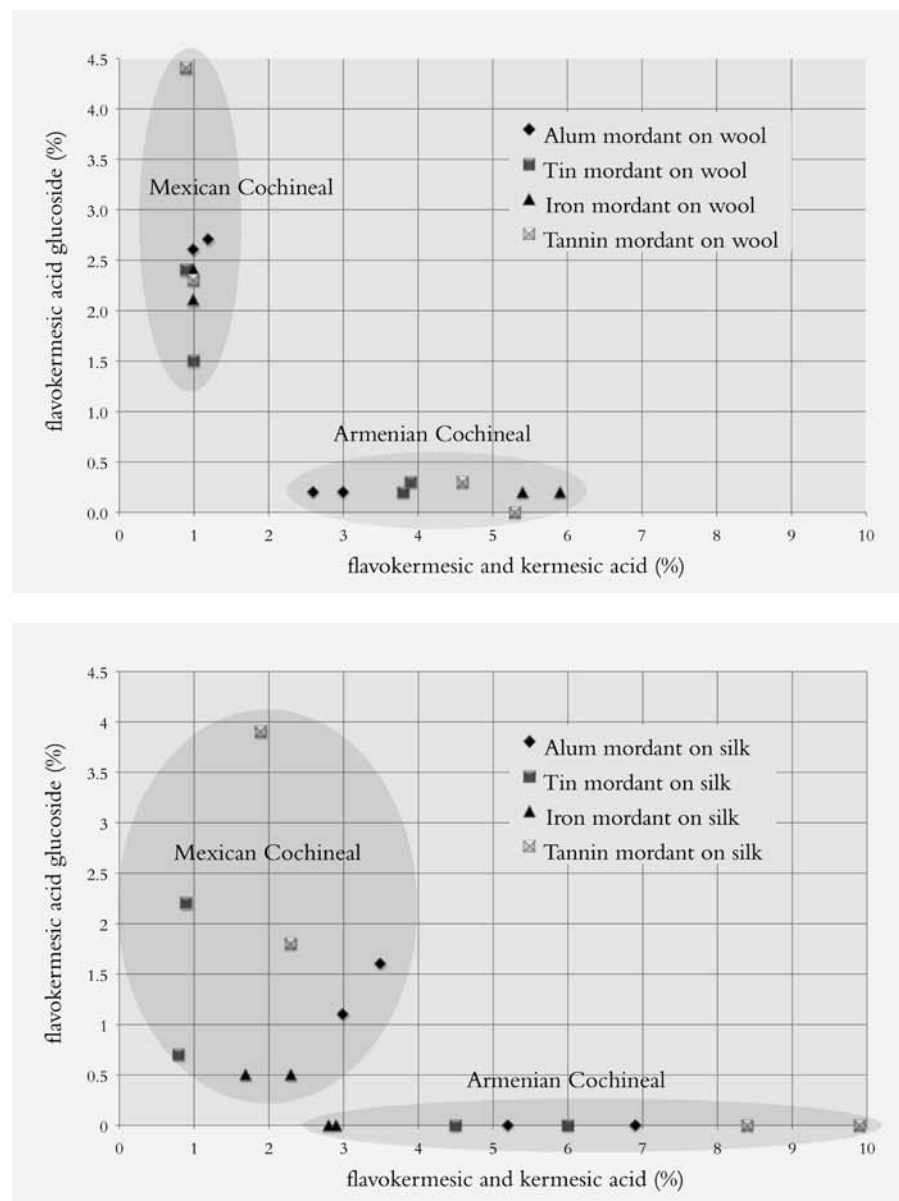 4.5
4.0
3.5
3.0
2.5
2.0
1.5
1.0
0.5
0.0
flavokermesic acid glucoside (%)
Alum mordant on wool
Tin mordant on wool
Iron mordant on wool
Tannin mordant on wool
Mexican Cochineal
Armenian Cochineal
0 1 2 3 4 5 6 7 8 9 10
flavokermesic and kermesic acid (%)
4.5
4
3.5
3
2.5
2
1.5
1
0.5
0
flavokermesic acid glucoside (%)
Alum mordant on silk
Tin mordant on silk
Iron mordant on silk
Tannin mordant on silk
Mexican Cochineal
Armenian Cochineal
0 1 2 3 4 5 6 7 8 9 10
flavokermesic and kermesic acid (%)